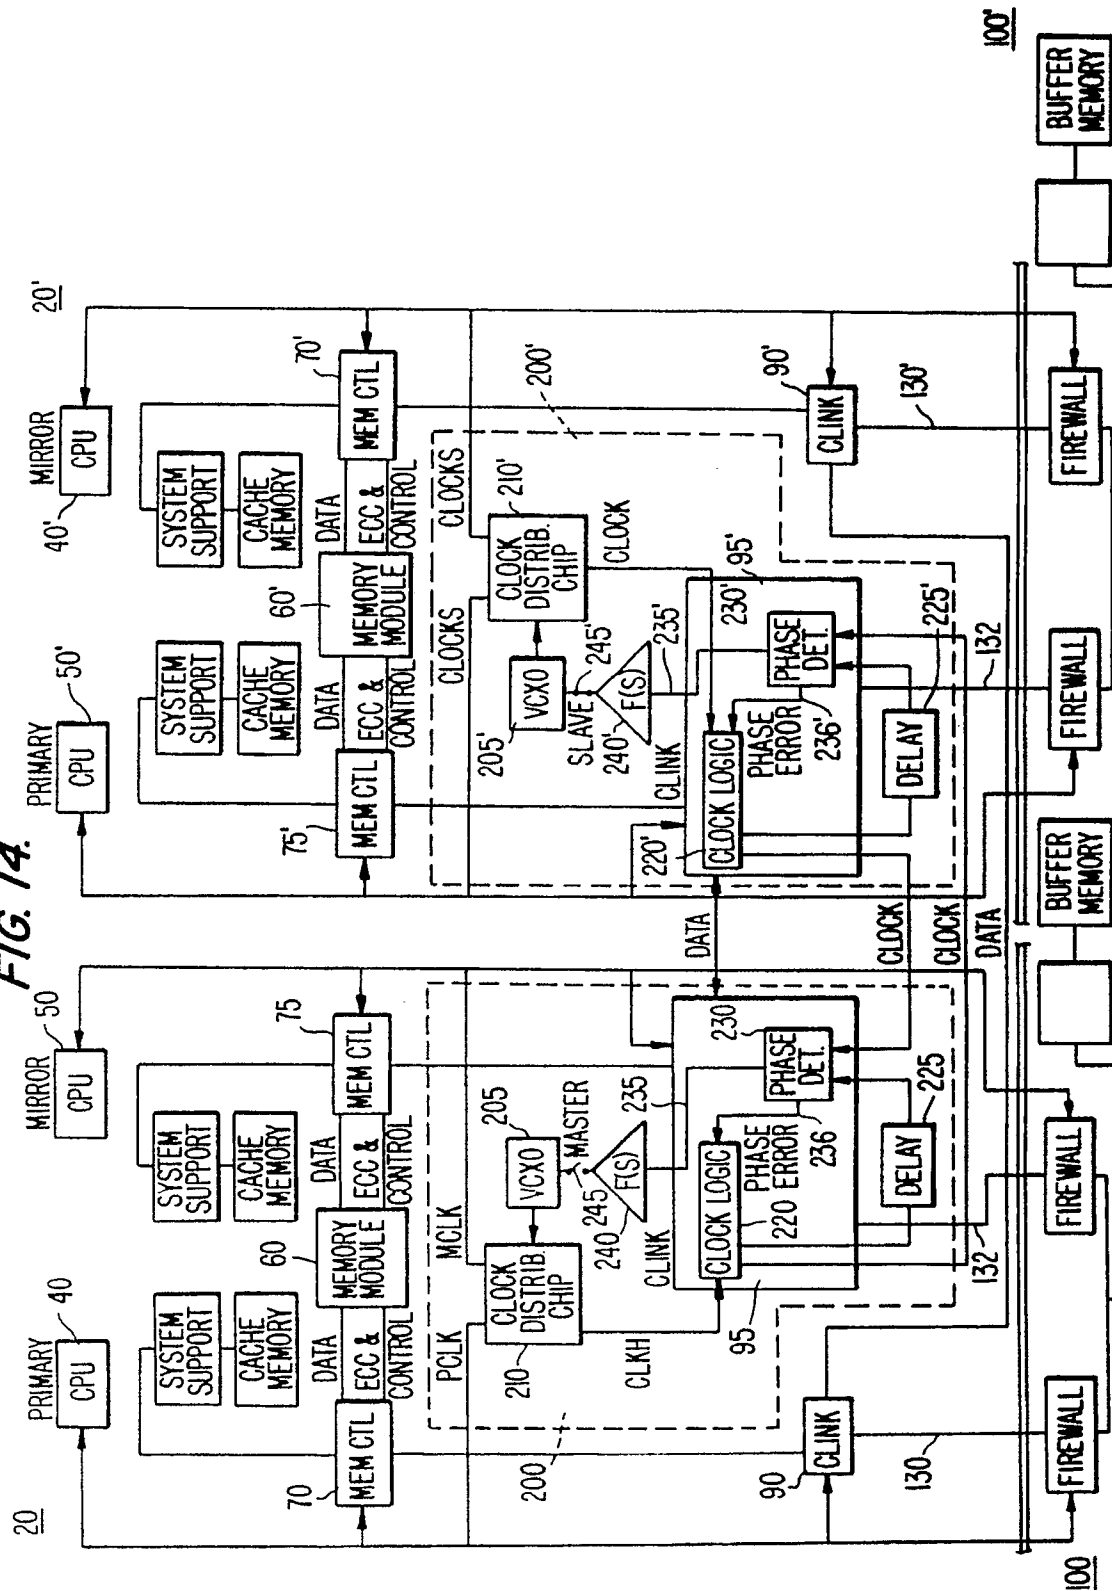 FIG. 14.
20
PRIMARY
CPU
40
MIRROR
CPU
50
SYSTEM
SUPPORT
CACHE
MEMORY
SYSTEM
SUPPORT
CACHE
MEMORY
70
MEM CTL
DATA
ECC &
CONTROL
60
MEMORY
MODULE
DATA
ECC &
CONTROL
75
MEM CTL
PCLK
MCLK
200
210
CLOCK
DISTRIB.
CHIP
205
VCXO
245
MASTER
240
F(S)
235
CLKH
CLINK
95
CLOCK LOGIC
220
PHASE
ERROR
236
230
PHASE
DET.
DELAY
225
90
CLINK
130
132
FIREWALL
FIREWALL
100
BUFFER
MEMORY
DATA
CLOCK
CLOCK
DATA
20'
PRIMARY
CPU
50'
MIRROR
CPU
40'
SYSTEM
SUPPORT
CACHE
MEMORY
SYSTEM
SUPPORT
CACHE
MEMORY
75'
MEM CTL
DATA
ECC &
CONTROL
60'
MEMORY
MODULE
DATA
ECC &
CONTROL
70'
MEM CTL
CLOCKS
CLOCKS
200'
210'
CLOCK
DISTRIB.
CHIP
205'
VCXO
SLAVE
245'
240'
F(S)
235'
CLOCK
CLINK
95'
230'
CLOCK LOGIC
220'
PHASE
ERROR
236'
PHASE
DET.
DELAY
225'
90'
CLINK
130'
132
FIREWALL
FIREWALL
100'
BUFFER
MEMORY